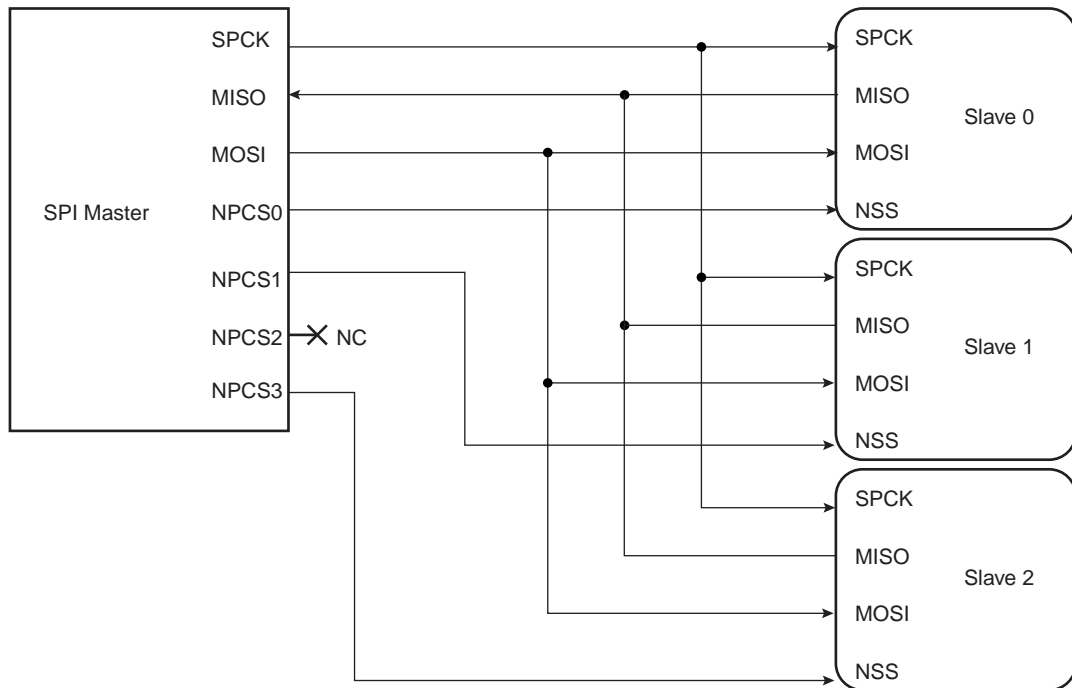 SPI Master
SPCK
MISO
MOSI
NPCS0
NPCS1
NPCS2
NC
NPCS3
SPCK
MISO
Slave 0
MOSI
NSS
SPCK
MISO
Slave 1
MOSI
NSS
SPCK
MISO
Slave 2
MOSI
NSS